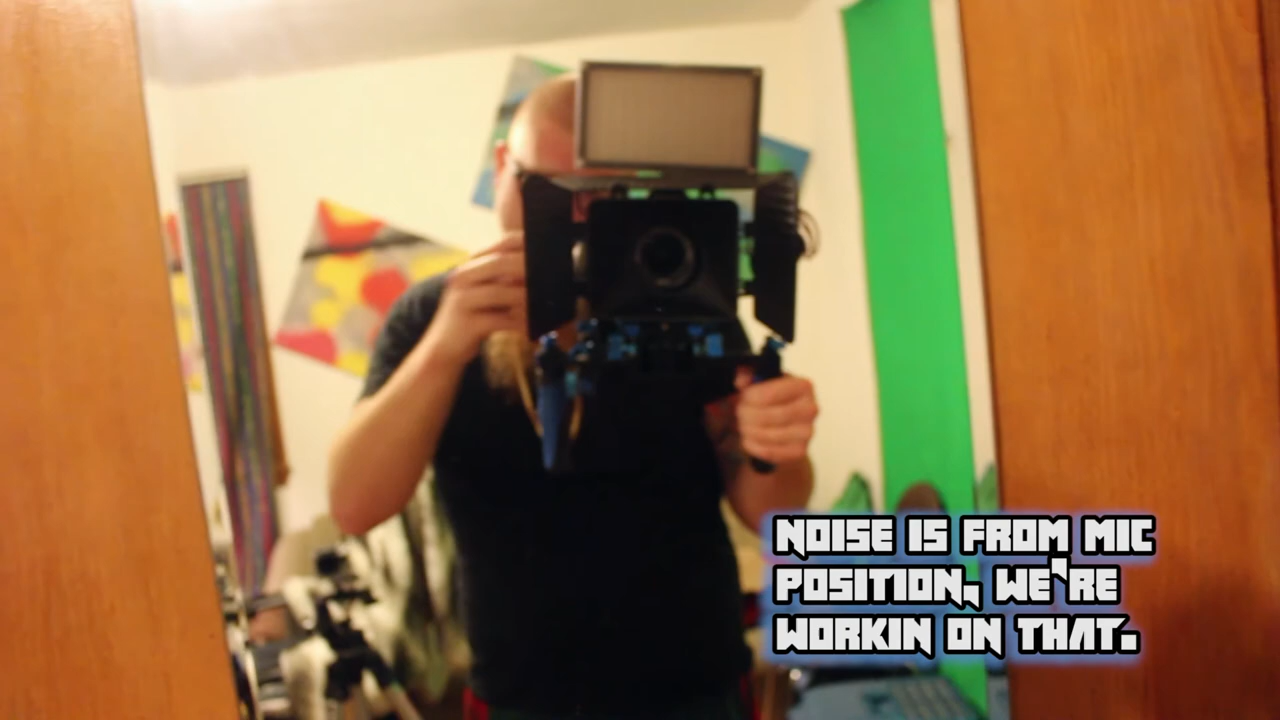 NOISE IS FROM MIC
POSITION, WE'RE
WORKIN ON THAT.